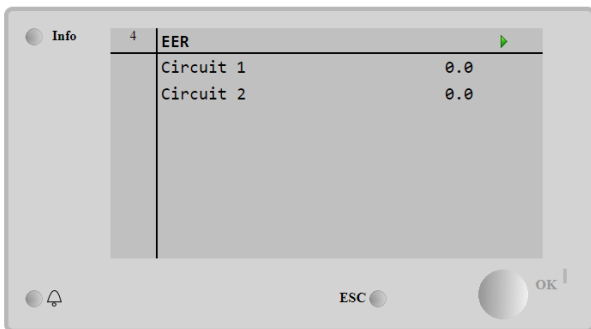 Info
4 EER
Circuit 1 0.0
Circuit 2 0.0
ESC
OK